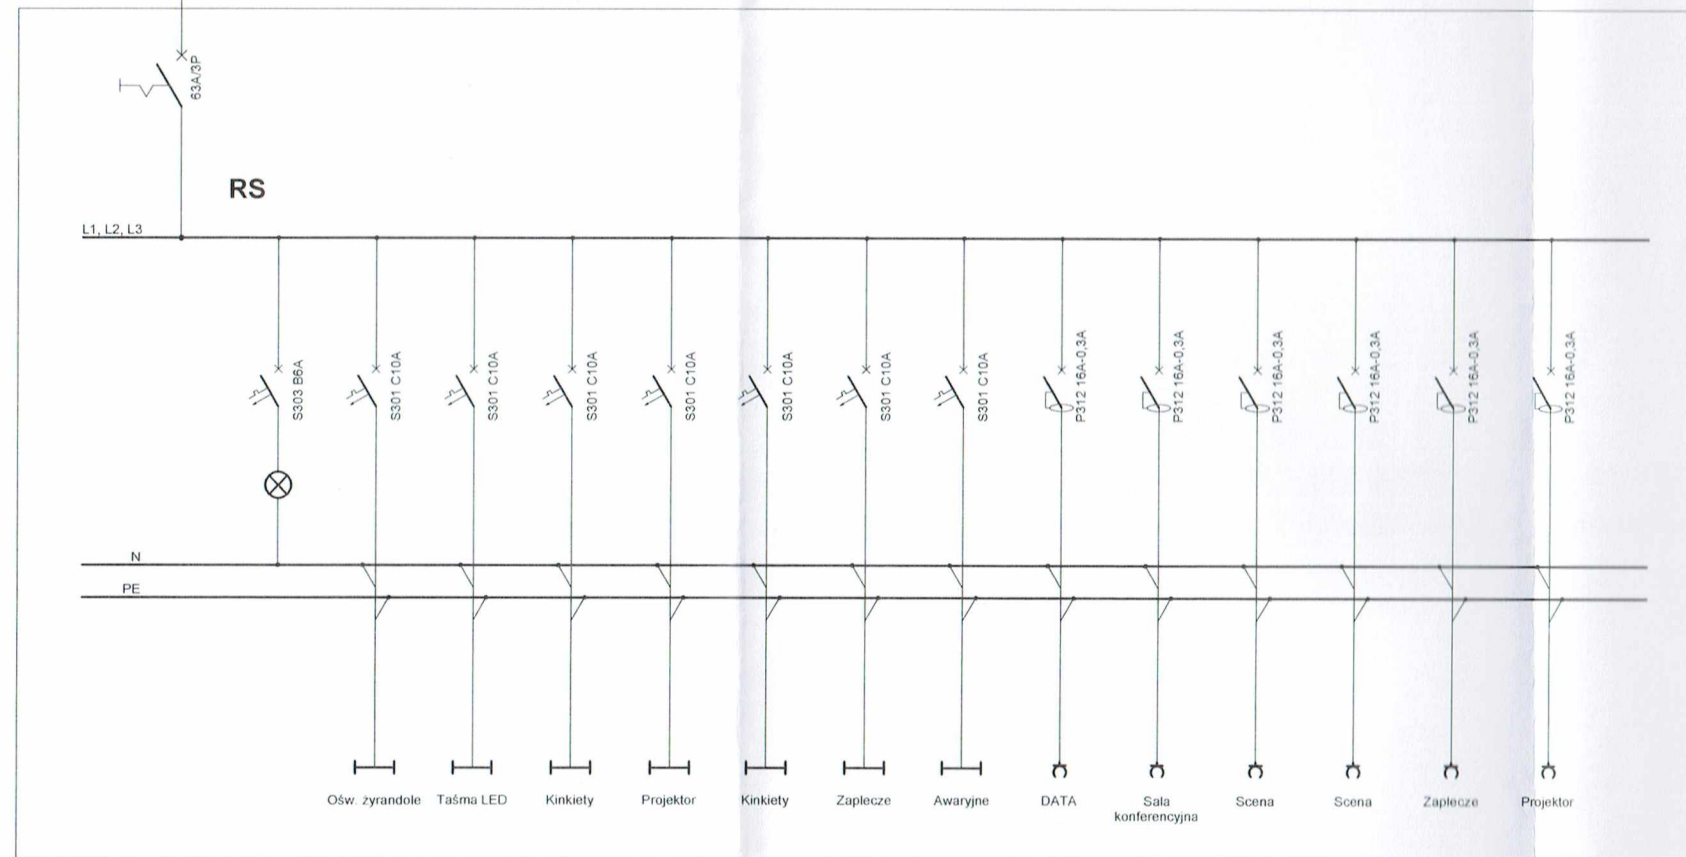 63A/3P
RS
L1, L2, L3
S303 B6A
S301 C10A
S301 C10A
S301 C10A
S301 C10A
S301 C10A
S301 C10A
S301 C10A
P312 16A-0,3A
P312 16A-0,3A
P312 16A-0,3A
P312 16A-0,3A
P312 16A-0,3A
P312 16A-0,3A
N
PE
Ośw. żyrandole
Taśma LED
Kinkiety
Projektor
Kinkiety
Zaplecze
Awaryjne
DATA
Sala
konferencyjna
Scena
Scena
Zaplecze
Projektor